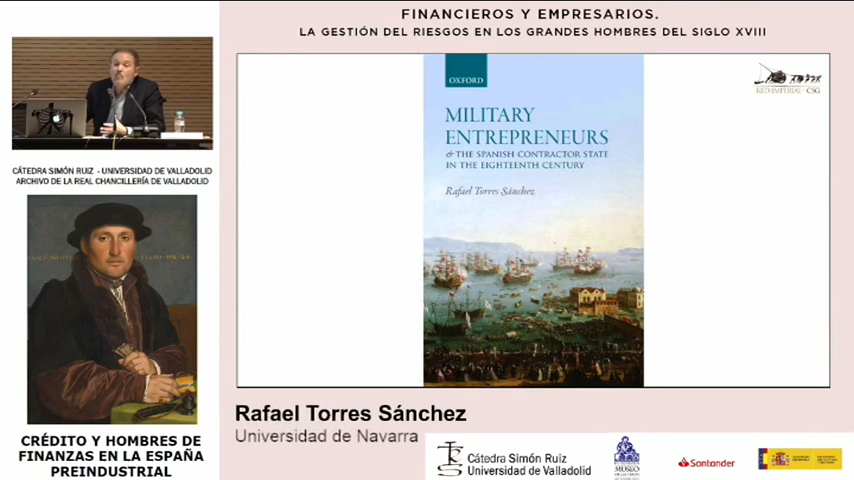 FINANCIEROS Y EMPRESARIOS.
LA GESTIÓN DEL RIESGOS EN LOS GRANDES HOMBRES DEL SIGLO XVIII
CÁTEDRA SIMÓN RUIZ - UNIVERSIDAD DE VALLADOLID
ARCHIVO DE LA REAL CHANCILLERÍA DE VALLADOLID
OXFORD
MILITARY
ENTREPRENEURS
& THE SPANISH CONTRACTOR STATE
IN THE EIGHTEENTH CENTURY
Rafael Torres Sánchez
RED IMPERIAL - CSG
CRÉDITO Y HOMBRES DE
FINANZAS EN LA ESPAÑA
PREINDUSTRIAL
Rafael Torres Sánchez
Universidad de Navarra
Cátedra Simón Ruiz
Universidad de Valladolid
MUSEO
Santander